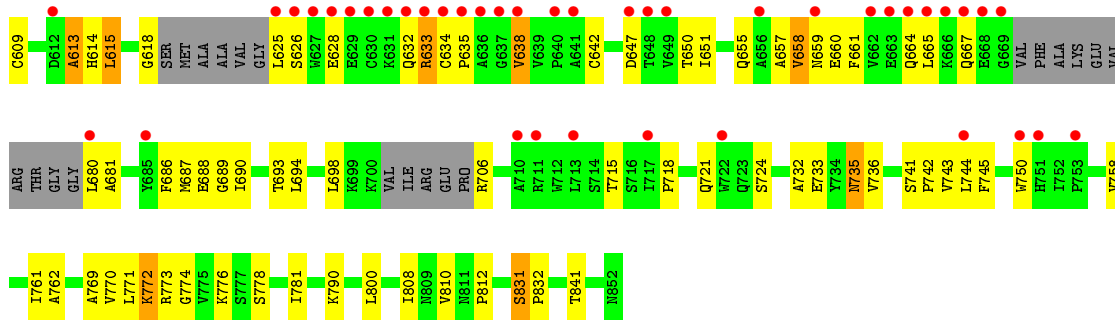 C609 D612 A613 H614 L615 G618 SER MET ALA ALA VAL GLY L625 S626 W627 E628 E629 C630 K631 Q632 R633 C634 P635 A636 G637 V638 V639 P640 A641 C642 D647 T648 V649 T650 I651 Q655 A656 A657 V658 N659 E660 F661 V662 E663 Q664 L665 K666 Q667 E668 G669 VAL PHE ALA LYS GLU VAL
ARG THR GLY GLY L680 A681 Y685 F686 M687 E688 G689 I690 T693 L694 L698 K699 K700 VAL ILE ARG GLU PRO R706 A710 R711 W712 L713 S714 T715 S716 I717 P718 Q721 W722 Q723 S724 A732 E733 Y734 N735 V736 S741 P742 V743 L744 F745 W750 H751 I752 P753 V758
I761 A762 A769 V770 L771 K772 R773 G774 V775 K776 S777 S778 I781 K790 L800 I808 N809 V810 N811 P812 S831 P832 T841 N852